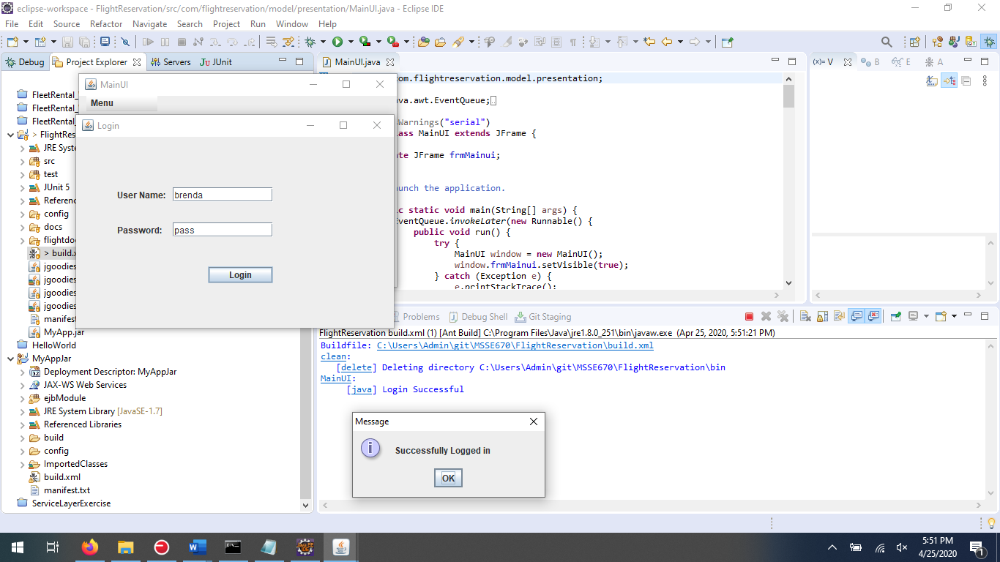 eclipse-workspace - FlightReservation/src/com/flightreservation/model/presentation/MainUI.java - Eclipse IDE
File Edit Source Refactor Navigate Search Project Run Window Help
Debug Project Explorer Servers JUnit
MainUI.java
(x)= V B E A
FleetRental_
FleetRental_
FleetRental_
> FlightRes
JRE Syste
src
test
JUnit 5
Referenc
config
docs
flightdoc
> build.x
jgoodies
jgoodies
jgoodies
jgoodies
manifest
MyApp.jar
HelloWorld
MyAppJar
Deployment Descriptor: MyAppJar
JAX-WS Web Services
ejbModule
JRE System Library [JavaSE-1.7]
Referenced Libraries
build
config
ImportedClasses
build.xml
manifest.txt
ServiceLayerExercise
MainUI
Menu
Login
User Name: brenda
Password: pass
Login
om.flightreservation.model.presentation;
ava.awt.EventQueue;
sWarnings("serial")
ass MainUI extends JFrame {
te JFrame frmMainui;
unch the application.
ic static void main(String[] args) {
EventQueue.invokeLater(new Runnable() {
public void run() {
try {
MainUI window = new MainUI();
window.frmMainui.setVisible(true);
} catch (Exception e) {
e.printStackTrace();
Problems Debug Shell Git Staging
FlightReservation build.xml (1) [Ant Build] C:\Program Files\Java\jre1.8.0_251\bin\javaw.exe (Apr 25, 2020, 5:51:21 PM)
Buildfile: C:\Users\Admin\git\MSSE670\FlightReservation\build.xml
clean:
[delete] Deleting directory C:\Users\Admin\git\MSSE670\FlightReservation\bin
MainUI:
[java] Login Successful
Message
Successfully Logged in
OK
5:51 PM
4/25/2020
1